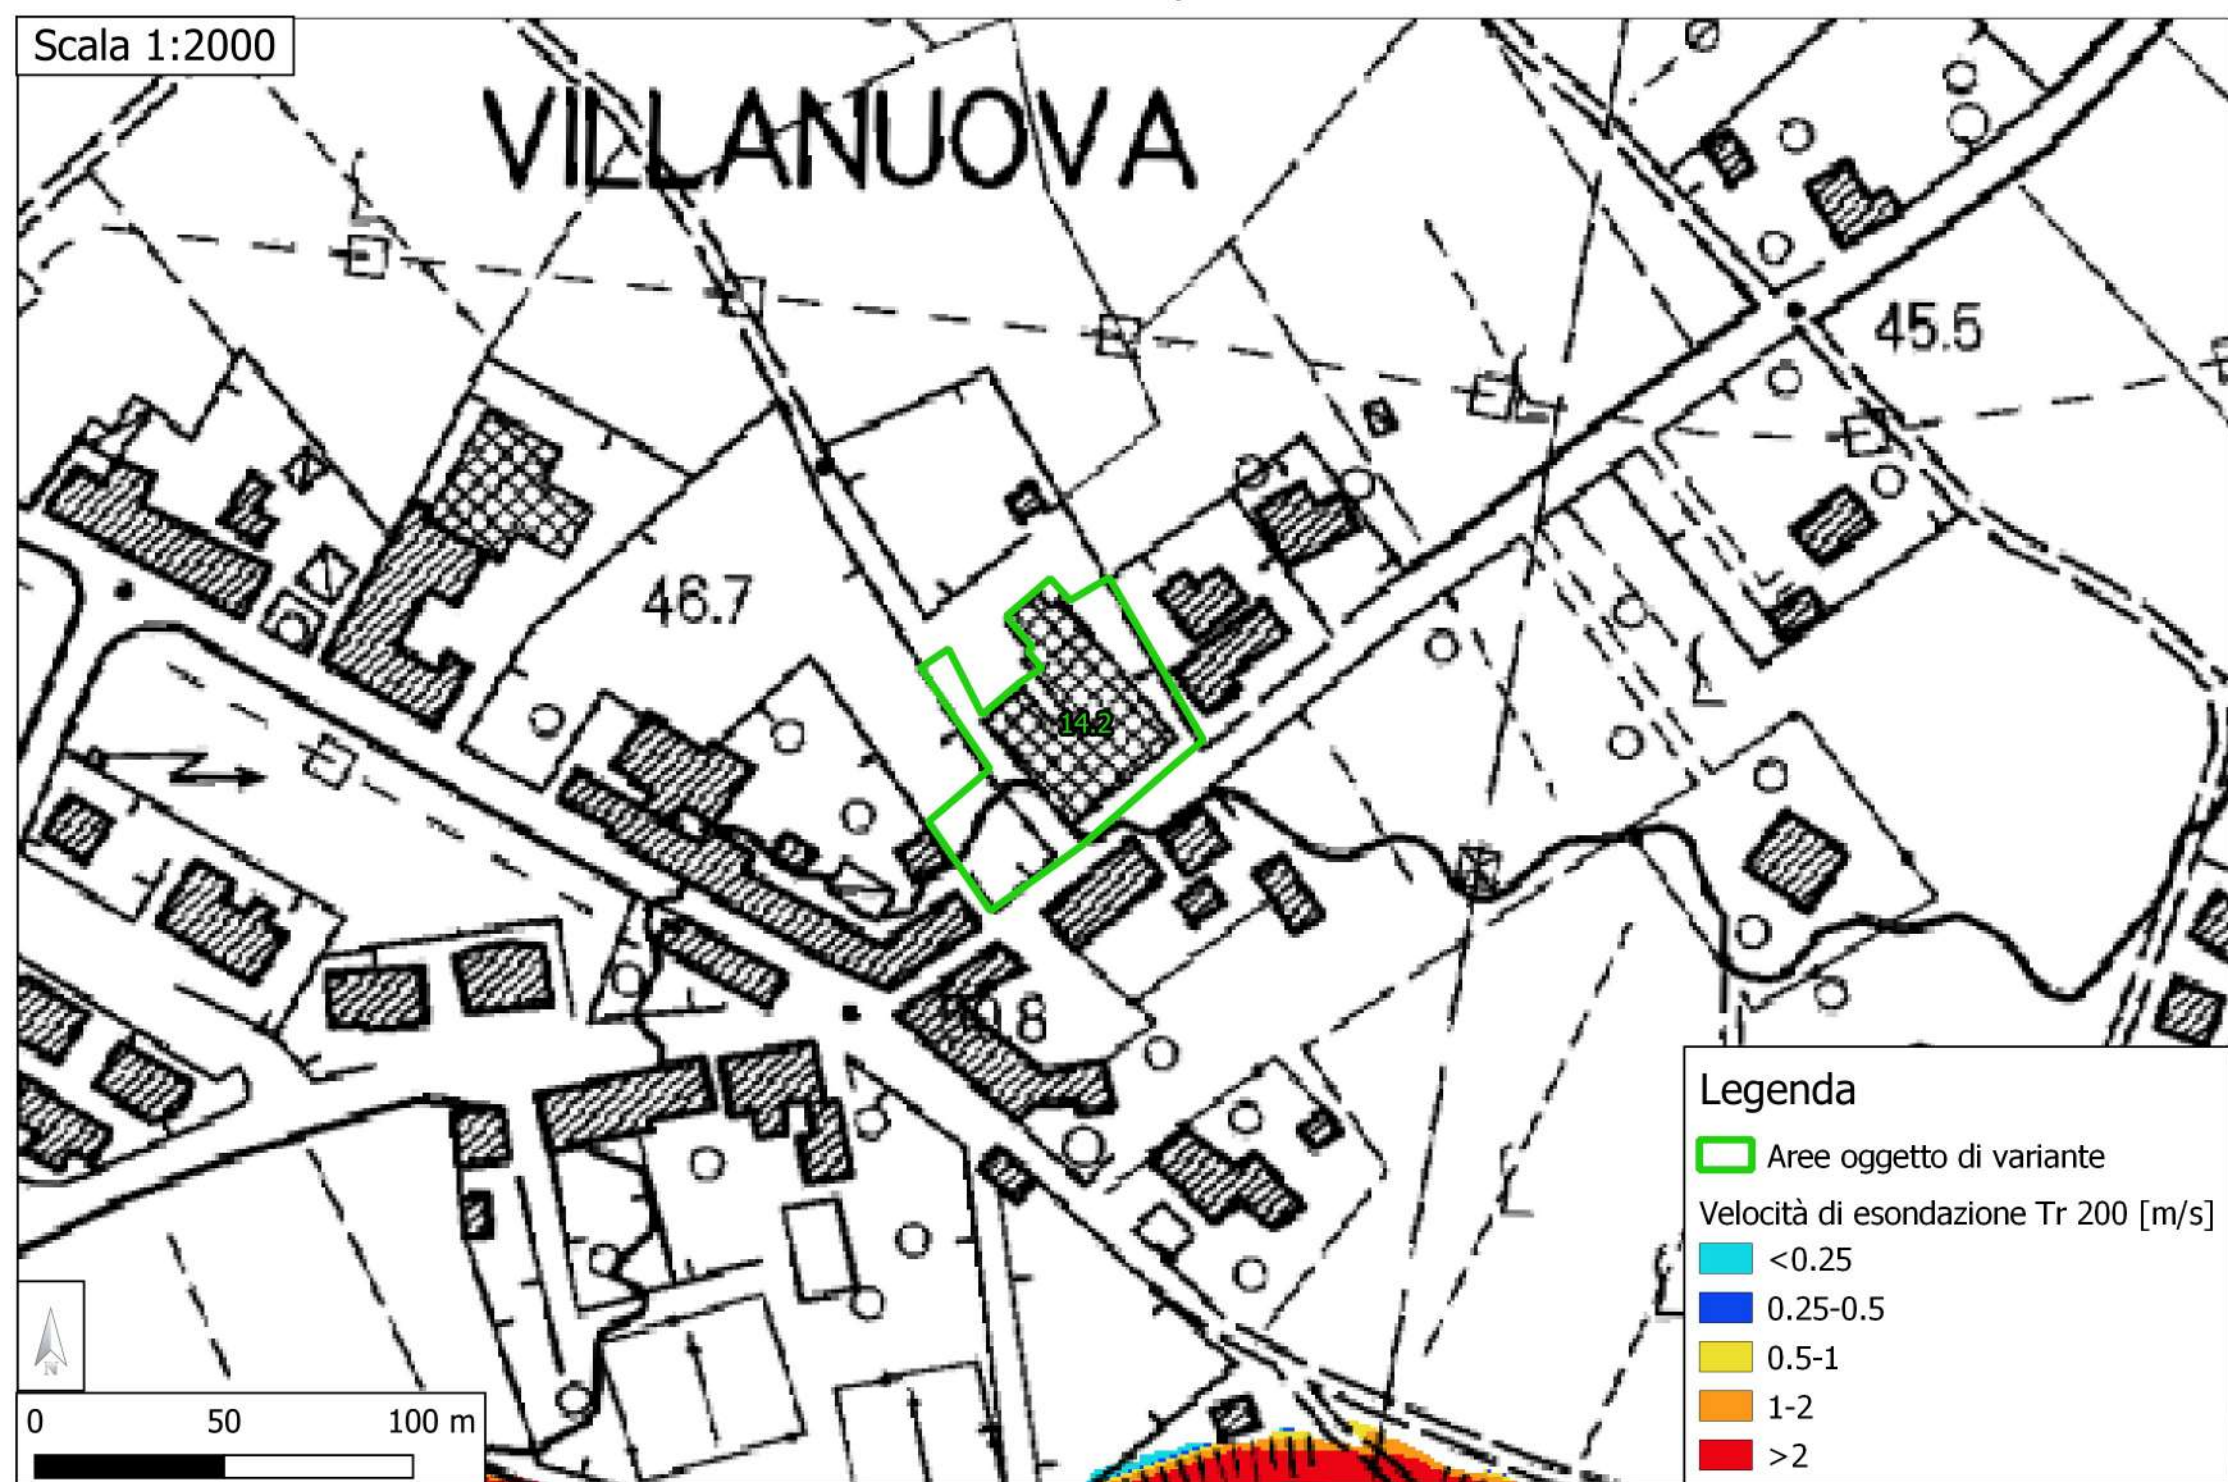 Scala 1:2000
VILLANUOVA
45.5
46.7
14.2
Legenda
Aree oggetto di variante
Velocità di esondazione Tr 200 [m/s]
<0.25
0.25-0.5
0.5-1
1-2
>2
N
0 50 100 m